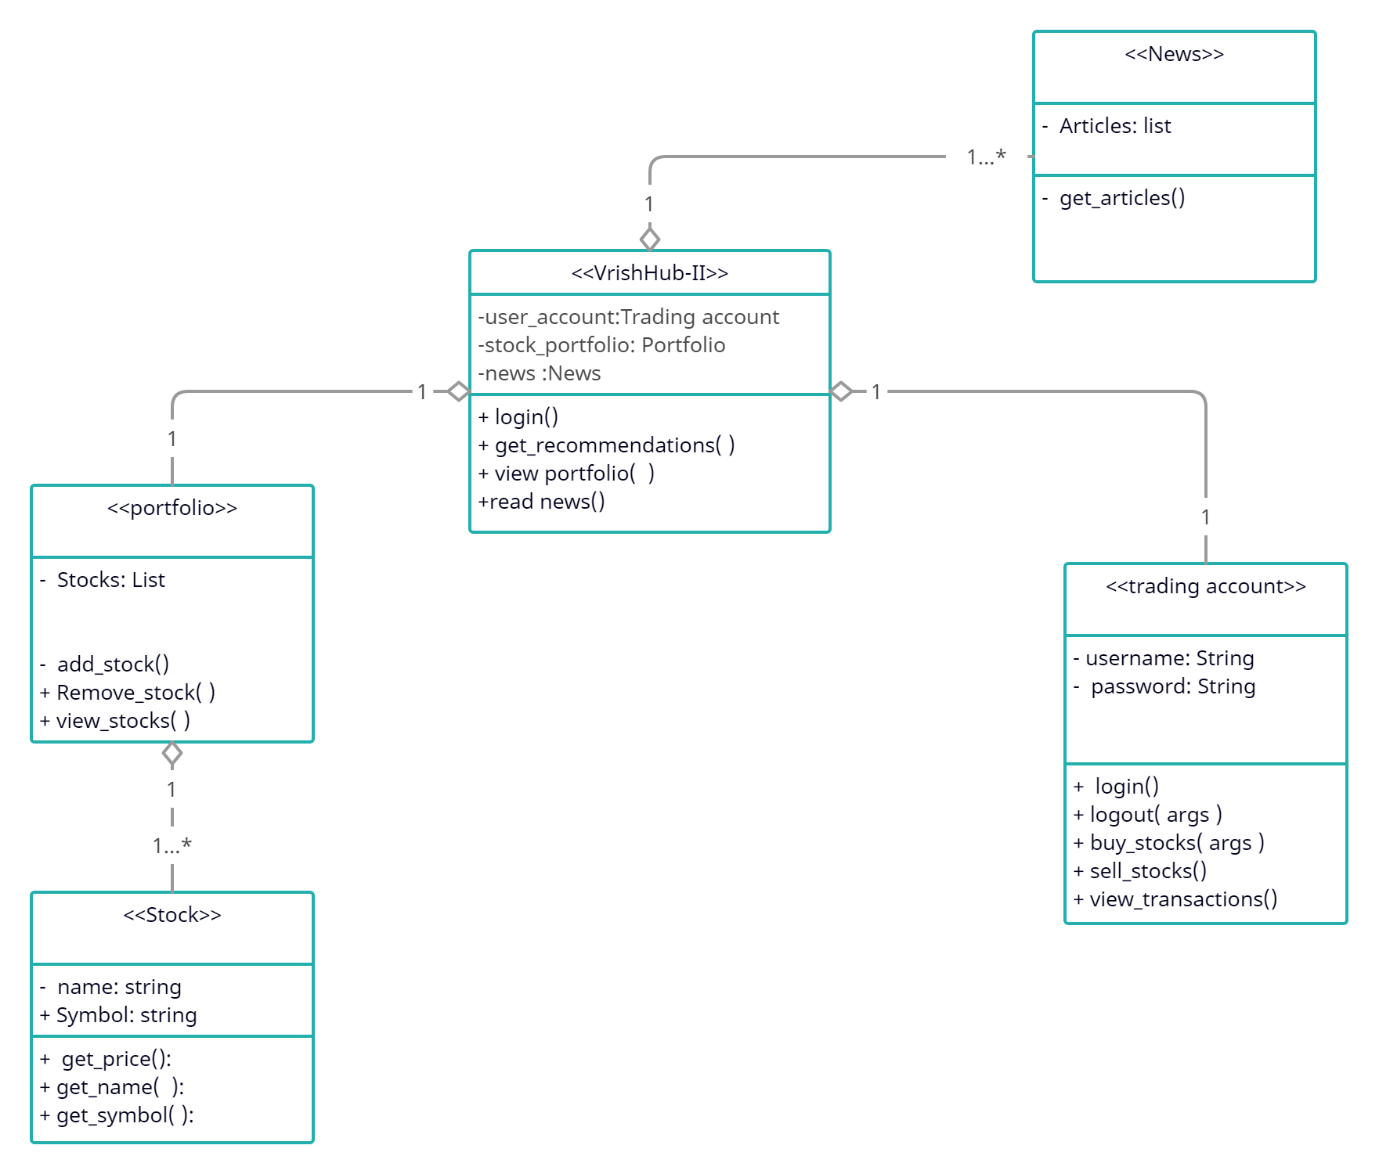 <<News>>
- Articles: list
- get_articles()
1...*
1
<<VrishHub-II>>
-user_account:Trading account
-stock_portfolio: Portfolio
-news :News
+ login()
+ get_recommendations( )
+ view portfolio(  )
+read news()
1
1
1
1
<<portfolio>>
- Stocks: List
- add_stock()
+ Remove_stock( )
+ view_stocks( )
1
1...*
<<Stock>>
- name: string
+ Symbol: string
+ get_price():
+ get_name(  ):
+ get_symbol( ):
<<trading account>>
- username: String
- password: String
+ login()
+ logout( args )
+ buy_stocks( args )
+ sell_stocks()
+ view_transactions()